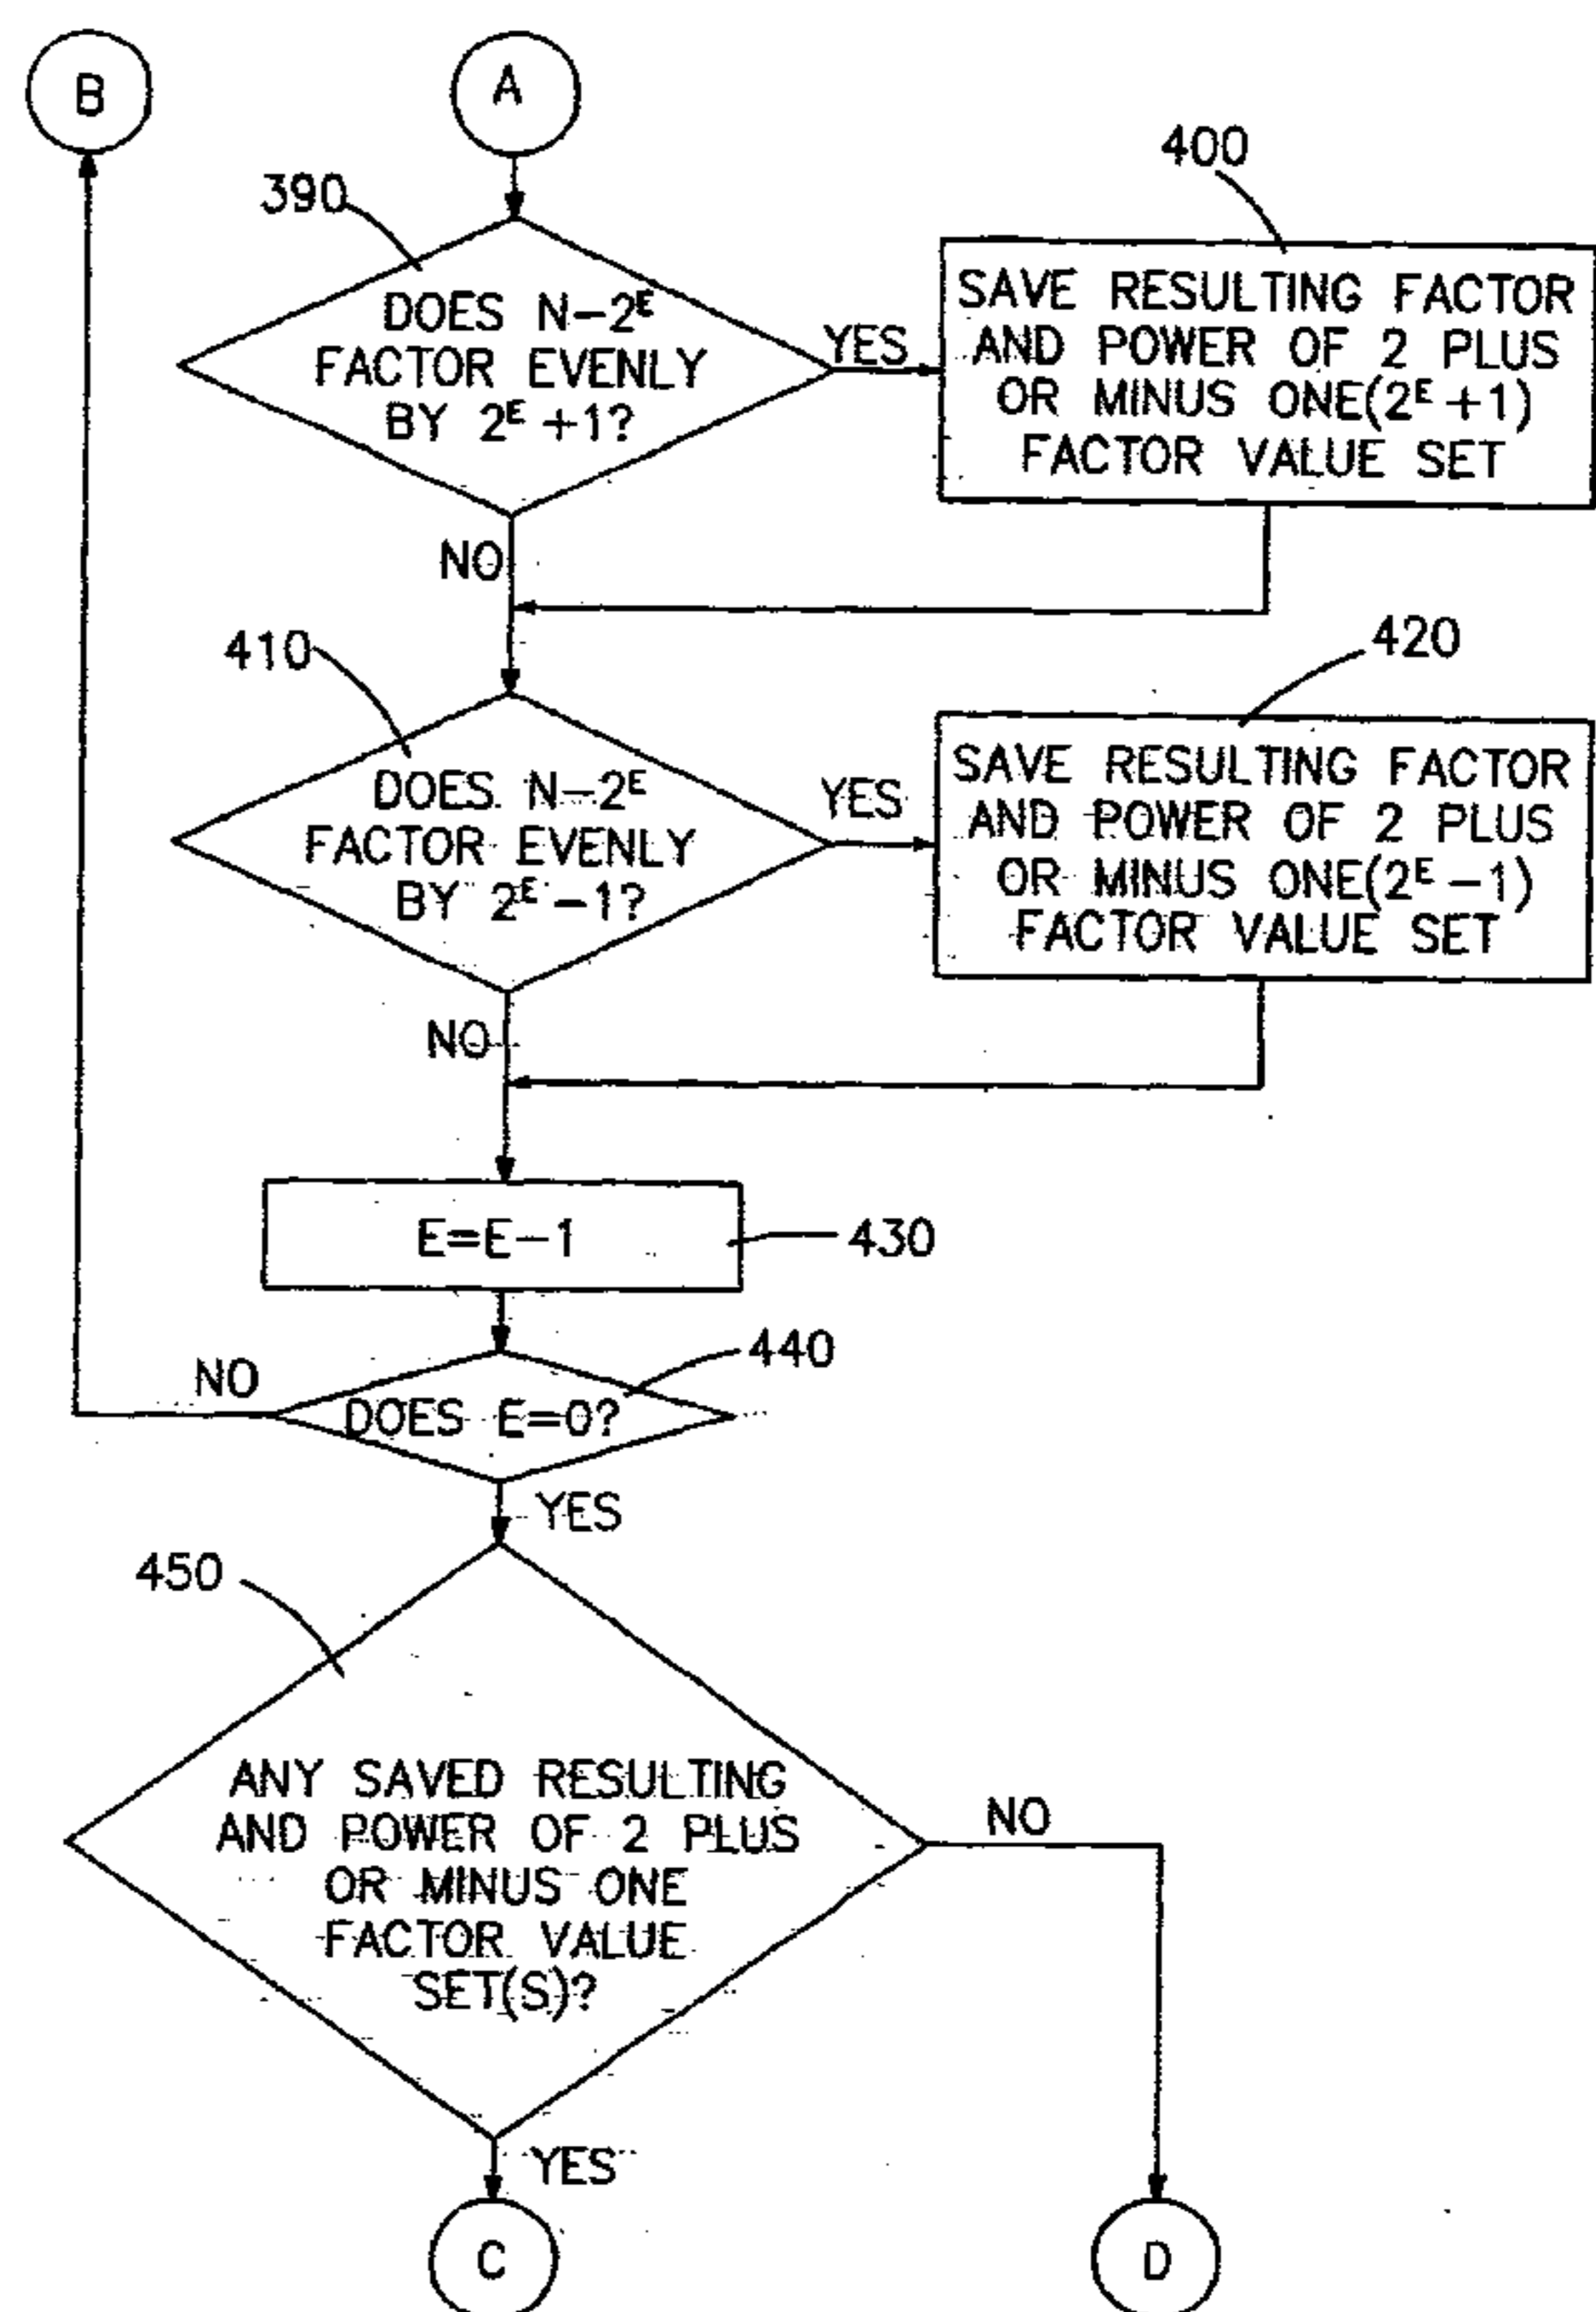 B
A
390
400
DOES N-2ᴱ
FACTOR EVENLY
BY 2ᴱ+1?
YES
SAVE RESULTING FACTOR
AND POWER OF 2 PLUS
OR MINUS ONE(2ᴱ+1)
FACTOR VALUE SET
NO
410
420
DOES N-2ᴱ
FACTOR EVENLY
BY 2ᴱ-1?
YES
SAVE RESULTING FACTOR
AND POWER OF 2 PLUS
OR MINUS ONE(2ᴱ-1)
FACTOR VALUE SET
NO
E=E-1
430
440
DOES E=0?
NO
YES
450
ANY SAVED RESULTING
AND POWER OF 2 PLUS
OR MINUS ONE
FACTOR VALUE
SET(S)?
NO
YES
C
D